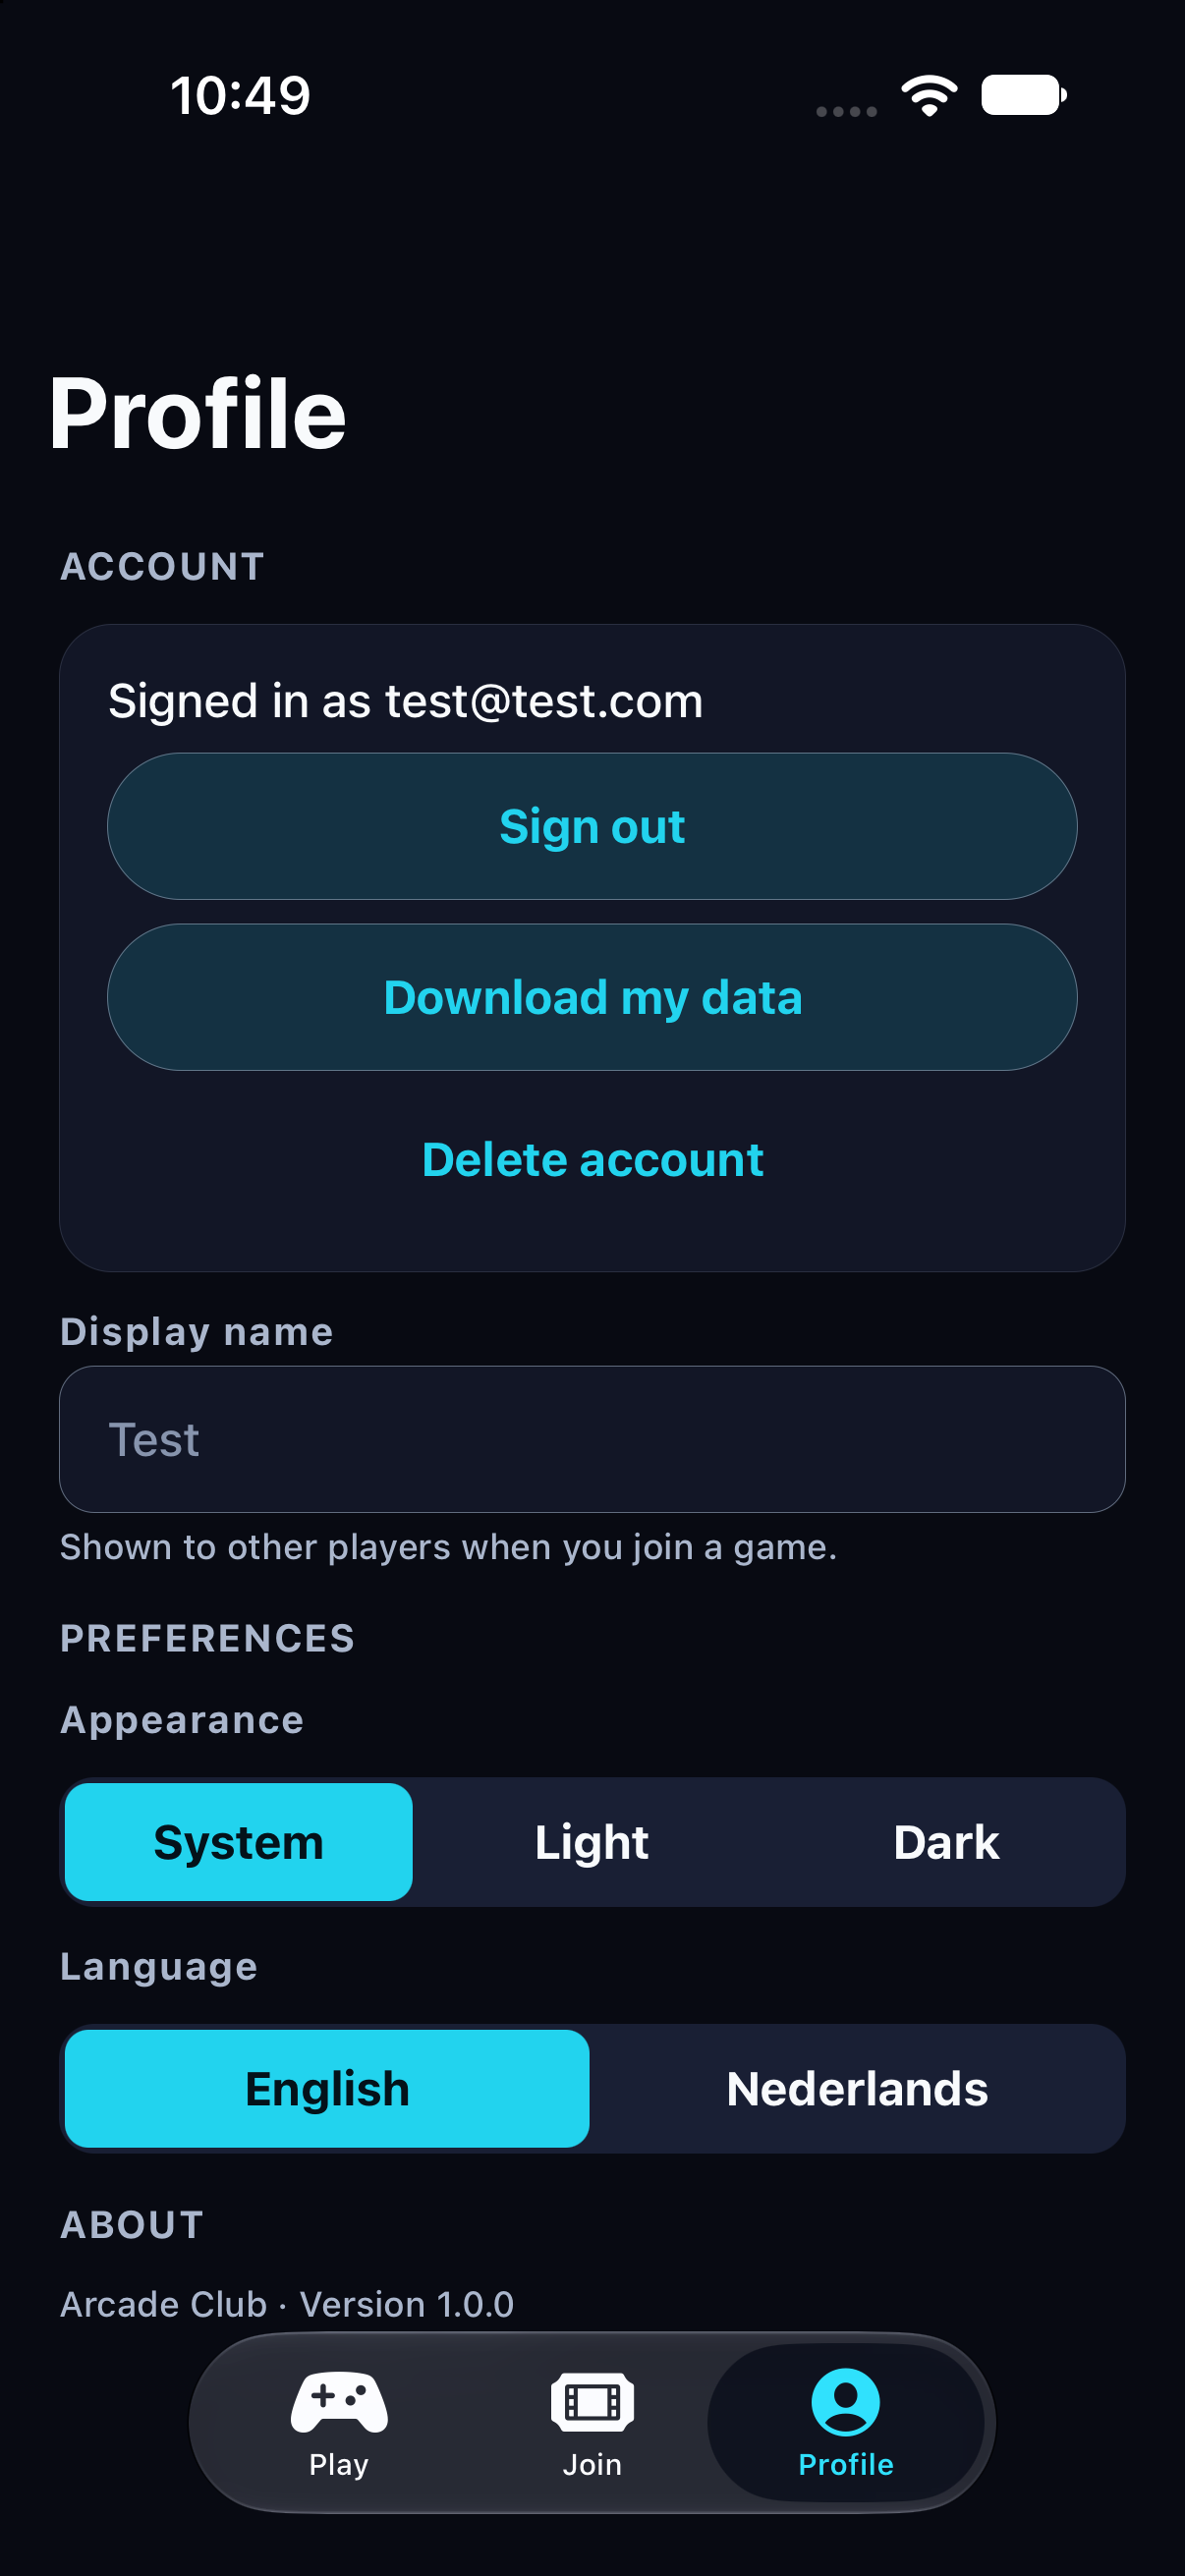 10:49
Profile
ACCOUNT
Signed in as test@test.com
Sign out
Download my data
Delete account
Display name
Test
Shown to other players when you join a game.
PREFERENCES
Appearance
System Light Dark
Language
English Nederlands
ABOUT
Arcade Club · Version 1.0.0
Play Join Profile